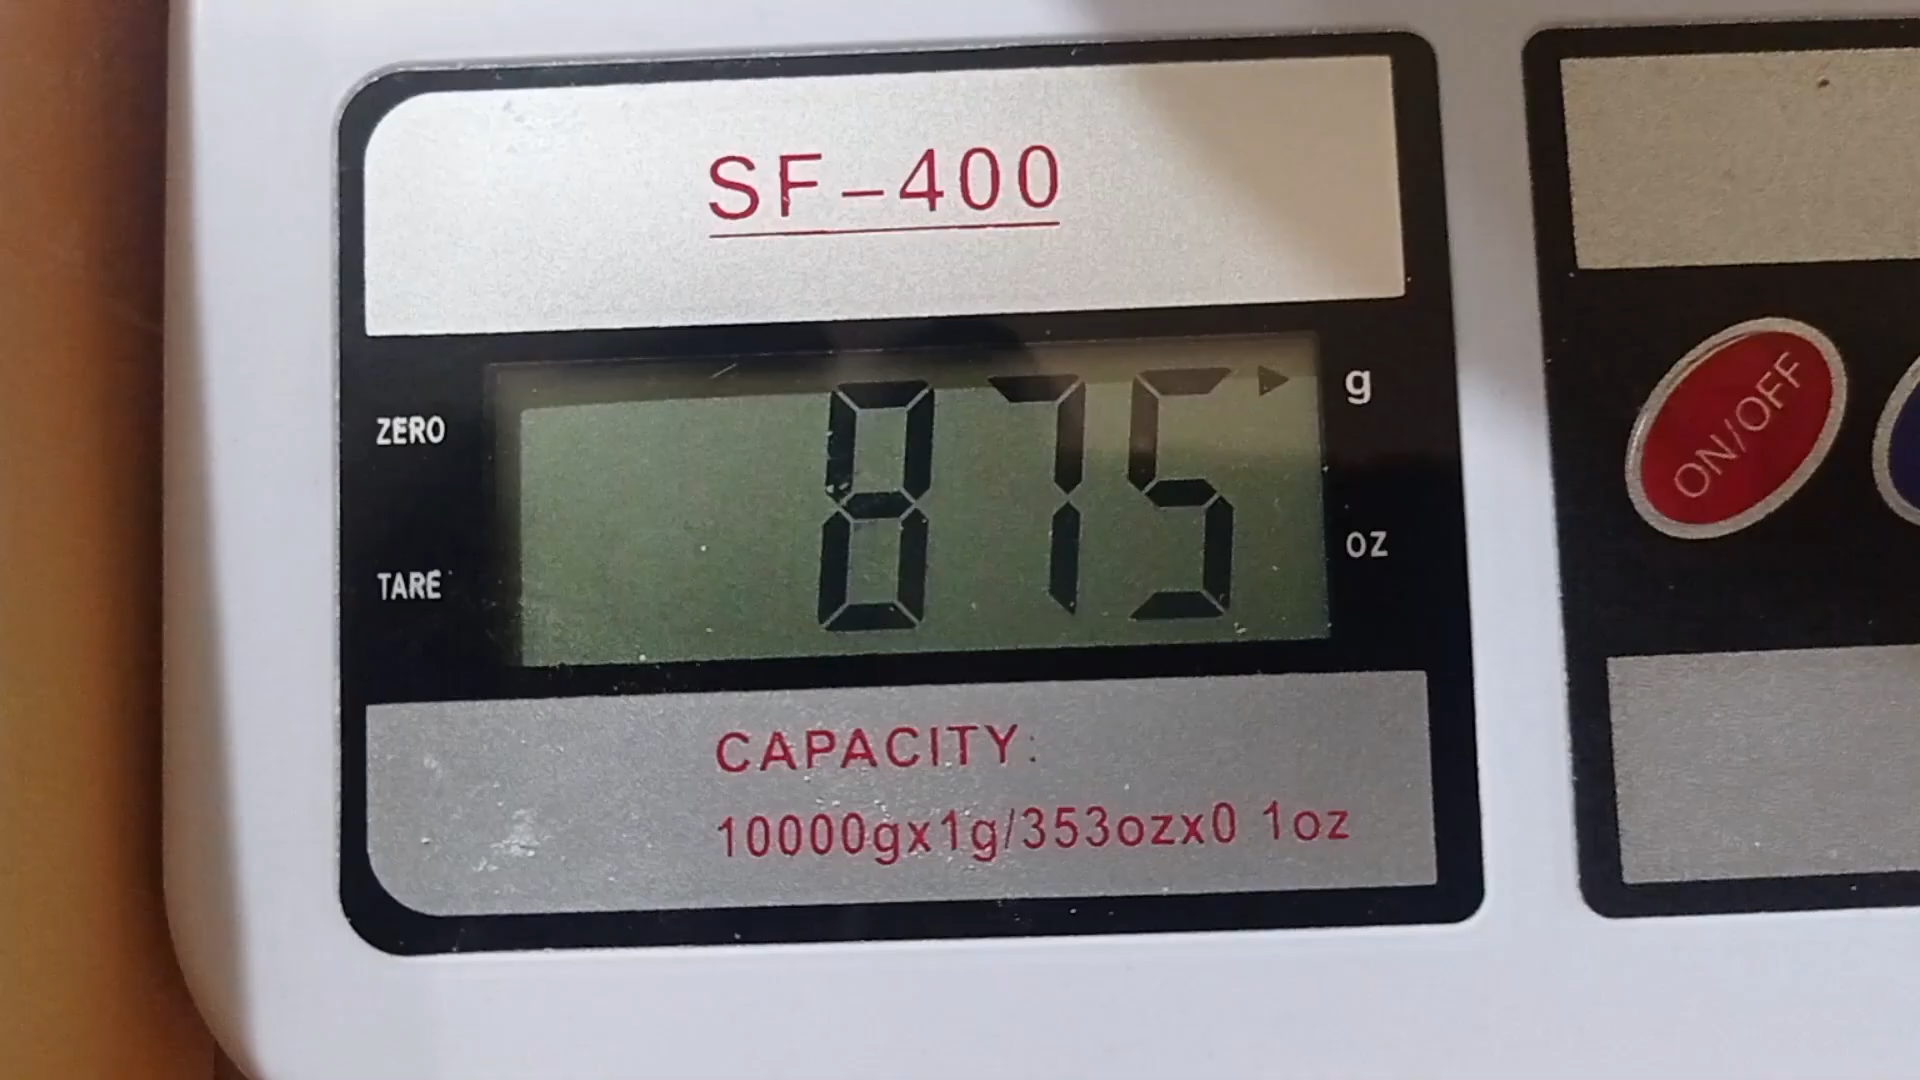 SF-400
ZERO
TARE
875
g
oz
CAPACITY:
10000gx1g/353ozx0 1oz
ON/OFF